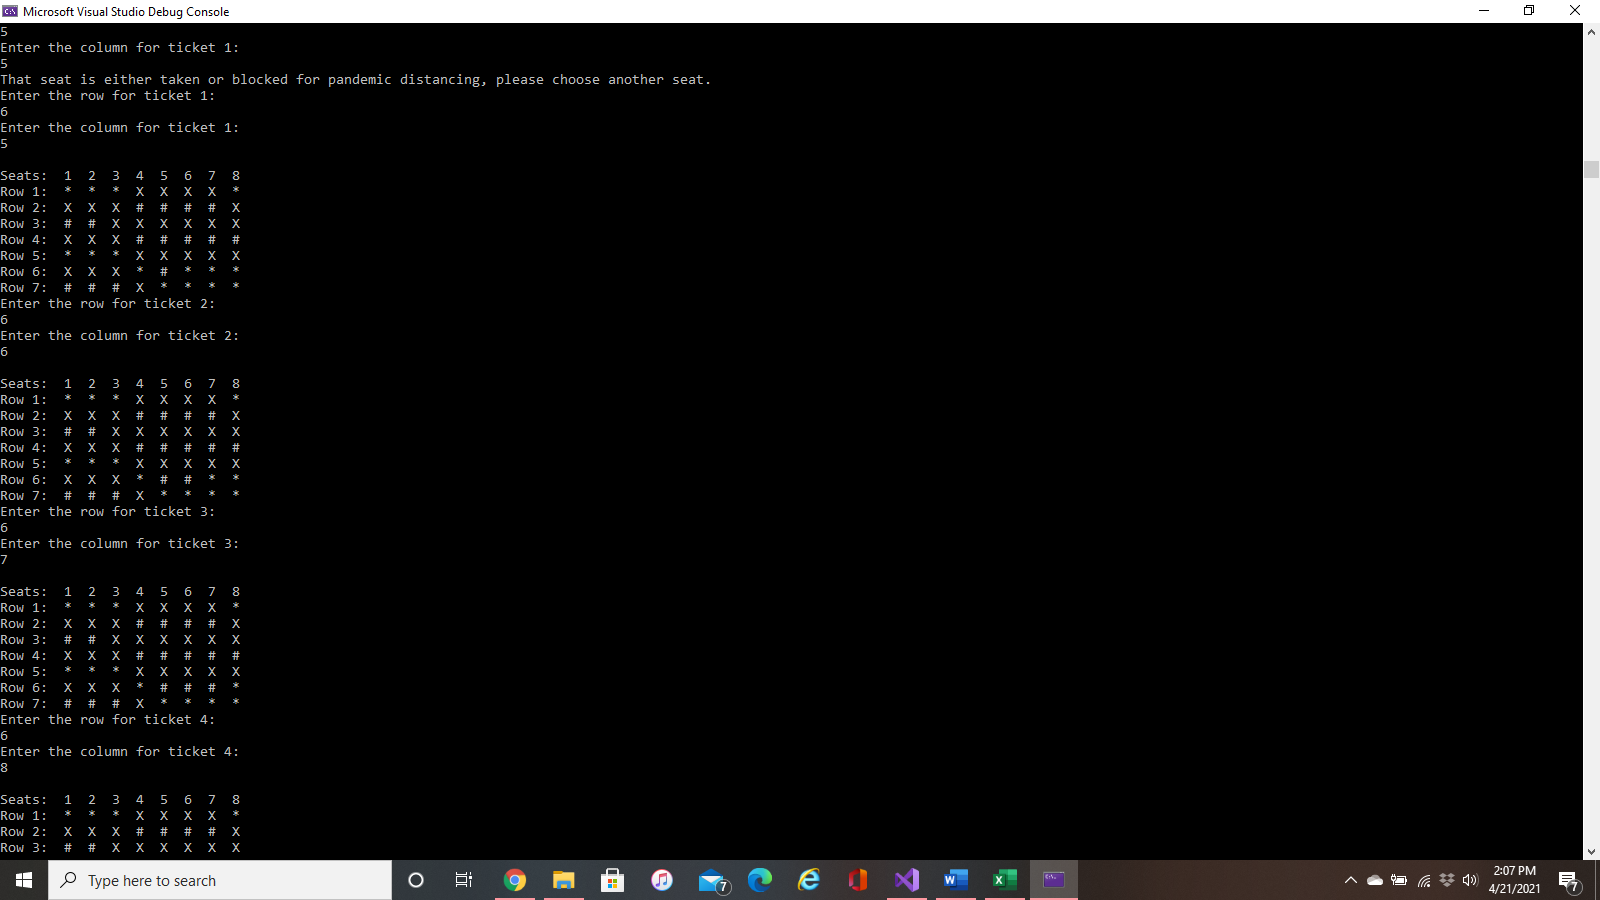 Microsoft Visual Studio Debug Console
5
Enter the column for ticket 1:
5
That seat is either taken or blocked for pandemic distancing, please choose another seat.
Enter the row for ticket 1:
6
Enter the column for ticket 1:
5
Seats:  1  2  3  4  5  6  7  8
Row 1:  *  *  *  X  X  X  X  *
Row 2:  X  X  X  #  #  #  #  X
Row 3:  #  #  X  X  X  X  X  X
Row 4:  X  X  X  #  #  #  #  #
Row 5:  *  *  *  X  X  X  X  X
Row 6:  X  X  X  *  #  *  *  *
Row 7:  #  #  #  X  *  *  *  *
Enter the row for ticket 2:
6
Enter the column for ticket 2:
6
Seats:  1  2  3  4  5  6  7  8
Row 1:  *  *  *  X  X  X  X  *
Row 2:  X  X  X  #  #  #  #  X
Row 3:  #  #  X  X  X  X  X  X
Row 4:  X  X  X  #  #  #  #  #
Row 5:  *  *  *  X  X  X  X  X
Row 6:  X  X  X  *  #  #  *  *
Row 7:  #  #  #  X  *  *  *  *
Enter the row for ticket 3:
6
Enter the column for ticket 3:
7
Seats:  1  2  3  4  5  6  7  8
Row 1:  *  *  *  X  X  X  X  *
Row 2:  X  X  X  #  #  #  #  X
Row 3:  #  #  X  X  X  X  X  X
Row 4:  X  X  X  #  #  #  #  #
Row 5:  *  *  *  X  X  X  X  X
Row 6:  X  X  X  *  #  #  #  *
Row 7:  #  #  #  X  *  *  *  *
Enter the row for ticket 4:
6
Enter the column for ticket 4:
8
Seats:  1  2  3  4  5  6  7  8
Row 1:  *  *  *  X  X  X  X  *
Row 2:  X  X  X  #  #  #  #  X
Row 3:  #  #  X  X  X  X  X  X
Type here to search
7
2:07 PM
4/21/2021
7